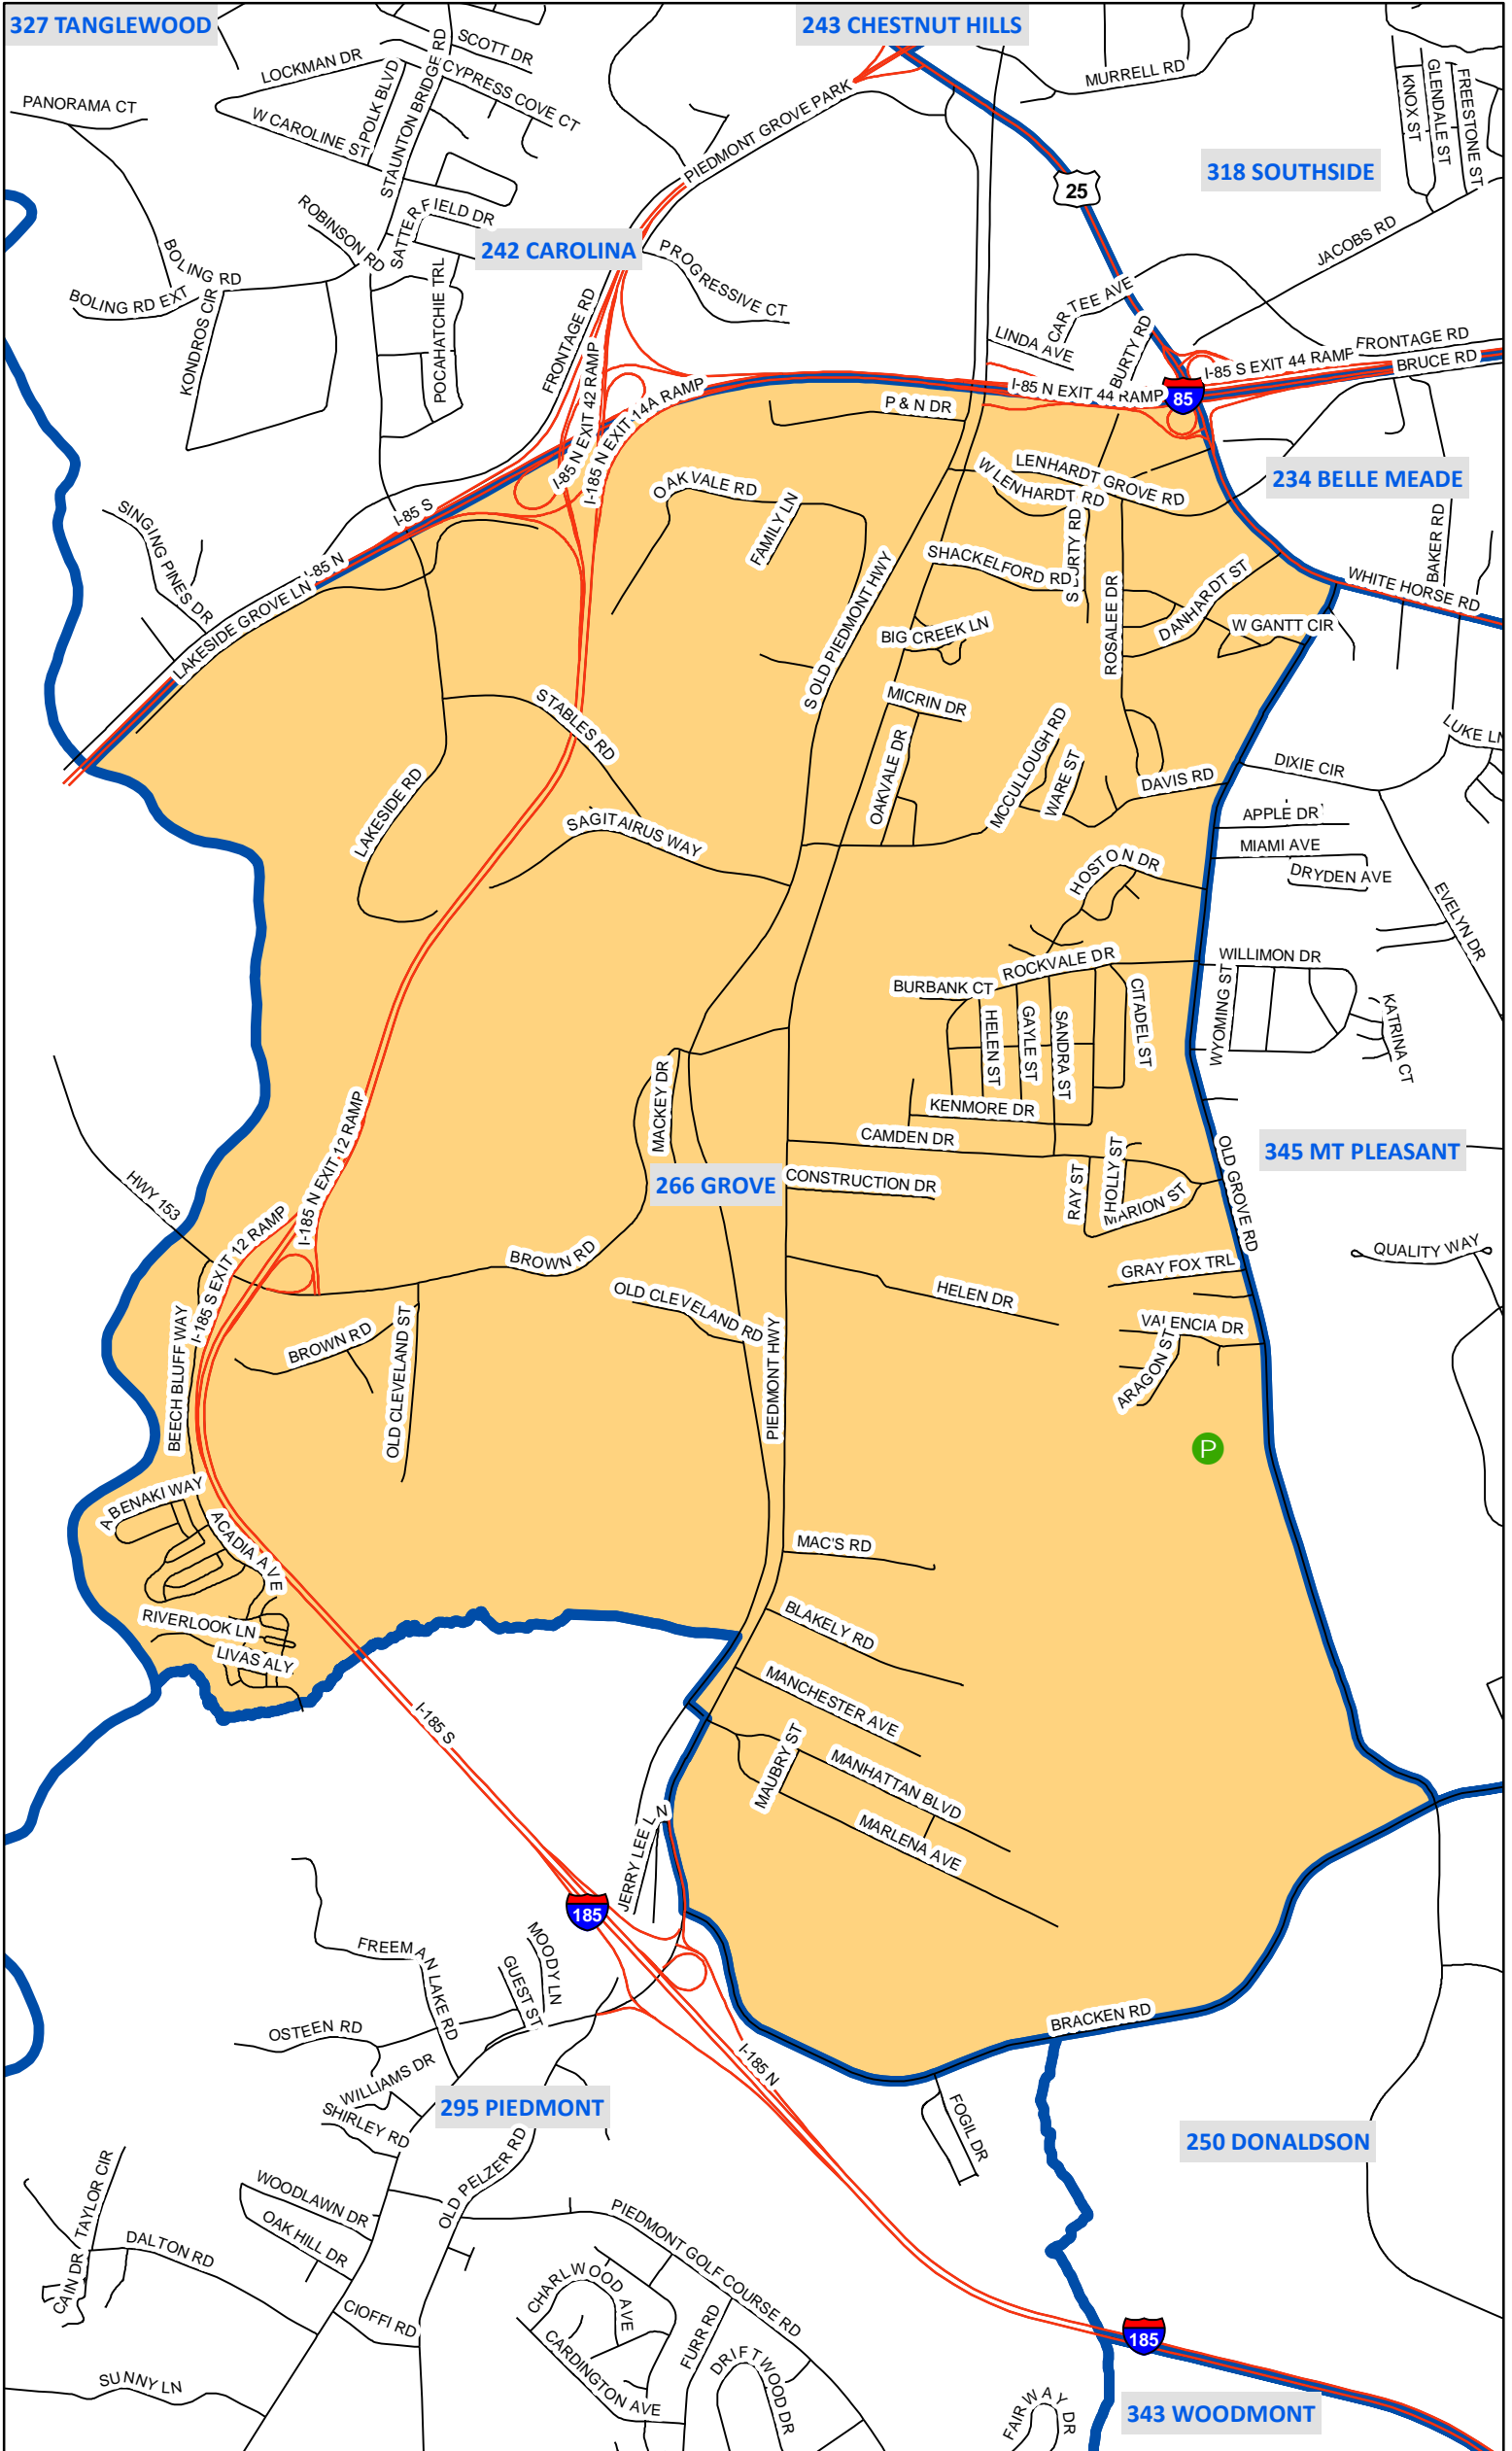 327 TANGLEWOOD
243 CHESTNUT HILLS
SCOTT DR
LOCKMAN DR
CYPRESS COVE CT
POLK BLVD
STAUNTON BRIDGE RD
PANORAMA CT
W CAROLINE ST
PIEDMONT GROVE PARK
MURRELL RD
KNOX ST
GLENDALE ST
FREESTONE ST
318 SOUTHSIDE
25
ROBINSON RD
SATTERFIELD DR
242 CAROLINA
JACOBS RD
BOLING RD
BOLING RD EXT
KONDROS CIR
POCAHATCHIE TRL
FRONTAGE RD
PROGRESSIVE CT
CAR TEE AVE
LINDA AVE
BURTY RD
FRONTAGE RD
I-85 S EXIT 44 RAMP
BRUCE RD
I-85 N EXIT 42 RAMP
I-185 N EXIT 14A RAMP
I-85 N EXIT 44 RAMP
85
P & N DR
LENHARDT GROVE RD
W LENHARDT RD
234 BELLE MEADE
OAKVALE RD
FAMILY LN
I-85 S
I-85 N
SINGING PINES DR
SHACKELFORD RD
S BURTY RD
BAKER RD
WHITE HORSE RD
ROSALEE DR
DANHARDT ST
W GANTT CIR
LAKESIDE GROVE LN
S OLD PIEDMONT HWY
BIG CREEK LN
MICRIN DR
STABLES RD
OAKVALE DR
MCCULLOUGH RD
WARE ST
DAVIS RD
DIXIE CIR
LUKE LN
LAKESIDE RD
SAGITAIRUS WAY
APPLE DR
MIAMI AVE
DRYDEN AVE
HOSTON DR
EVELYN DR
ROCKVALE DR
WILLIMON DR
BURBANK CT
HELEN ST
GAYLE ST
SANDRA ST
CITADEL ST
WYOMING ST
KATRINA CT
MACKEY DR
KENMORE DR
CAMDEN DR
I-185 N EXIT 12 RAMP
345 MT PLEASANT
OLD GROVE RD
266 GROVE
CONSTRUCTION DR
RAY ST
HOLLY ST
MARION ST
HWY 153
I-185 S EXIT 12 RAMP
BROWN RD
QUALITY WAY
GRAY FOX TRL
OLD CLEVELAND RD
HELEN DR
VALENCIA DR
ARAGON ST
BEECH BLUFF WAY
BROWN RD
OLD CLEVELAND ST
PIEDMONT HWY
P
ABENAKI WAY
ACADIA AVE
MAC'S RD
RIVERLOOK LN
LIVAS ALY
BLAKELY RD
MANCHESTER AVE
I-185 S
MAUBRY ST
MANHATTAN BLVD
MARLENA AVE
JERRY LEE LN
185
FREEMAN LAKE RD
MOODY LN
GUEST ST
OSTEEN RD
BRACKEN RD
I-185 N
WILLIAMS DR
295 PIEDMONT
SHIRLEY RD
FOGIL DR
250 DONALDSON
OLD PELZER RD
TAYLOR CIR
WOODLAWN DR
OAK HILL DR
DALTON RD
CAIN DR
CIOFFI RD
PIEDMONT GOLF COURSE RD
CHARLWOOD AVE
CARDINGTON AVE
FURR RD
DRIFTWOOD DR
185
SUNNY LN
FAIRWAY DR
343 WOODMONT